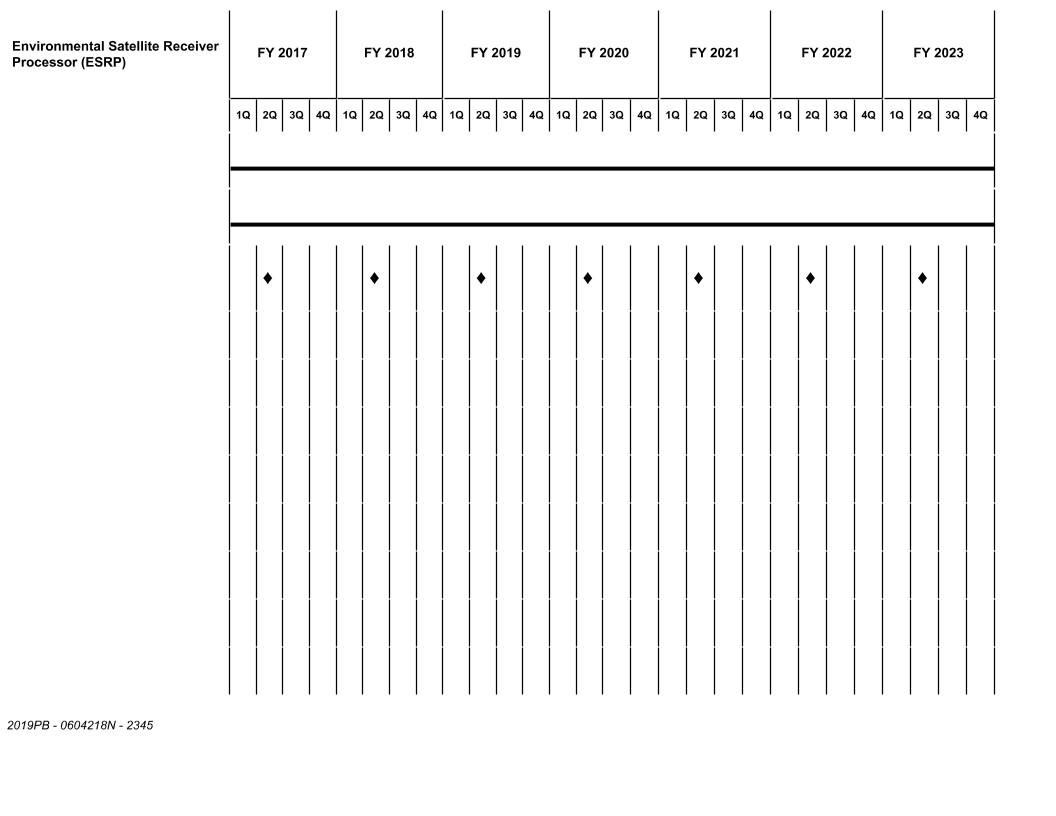 Environmental Satellite Receiver
Processor (ESRP)
FY 2017 FY 2018 FY 2019 FY 2020 FY 2021 FY 2022 FY 2023
1Q 2Q 3Q 4Q 1Q 2Q 3Q 4Q 1Q 2Q 3Q 4Q 1Q 2Q 3Q 4Q 1Q 2Q 3Q 4Q 1Q 2Q 3Q 4Q 1Q 2Q 3Q 4Q
2019PB - 0604218N - 2345